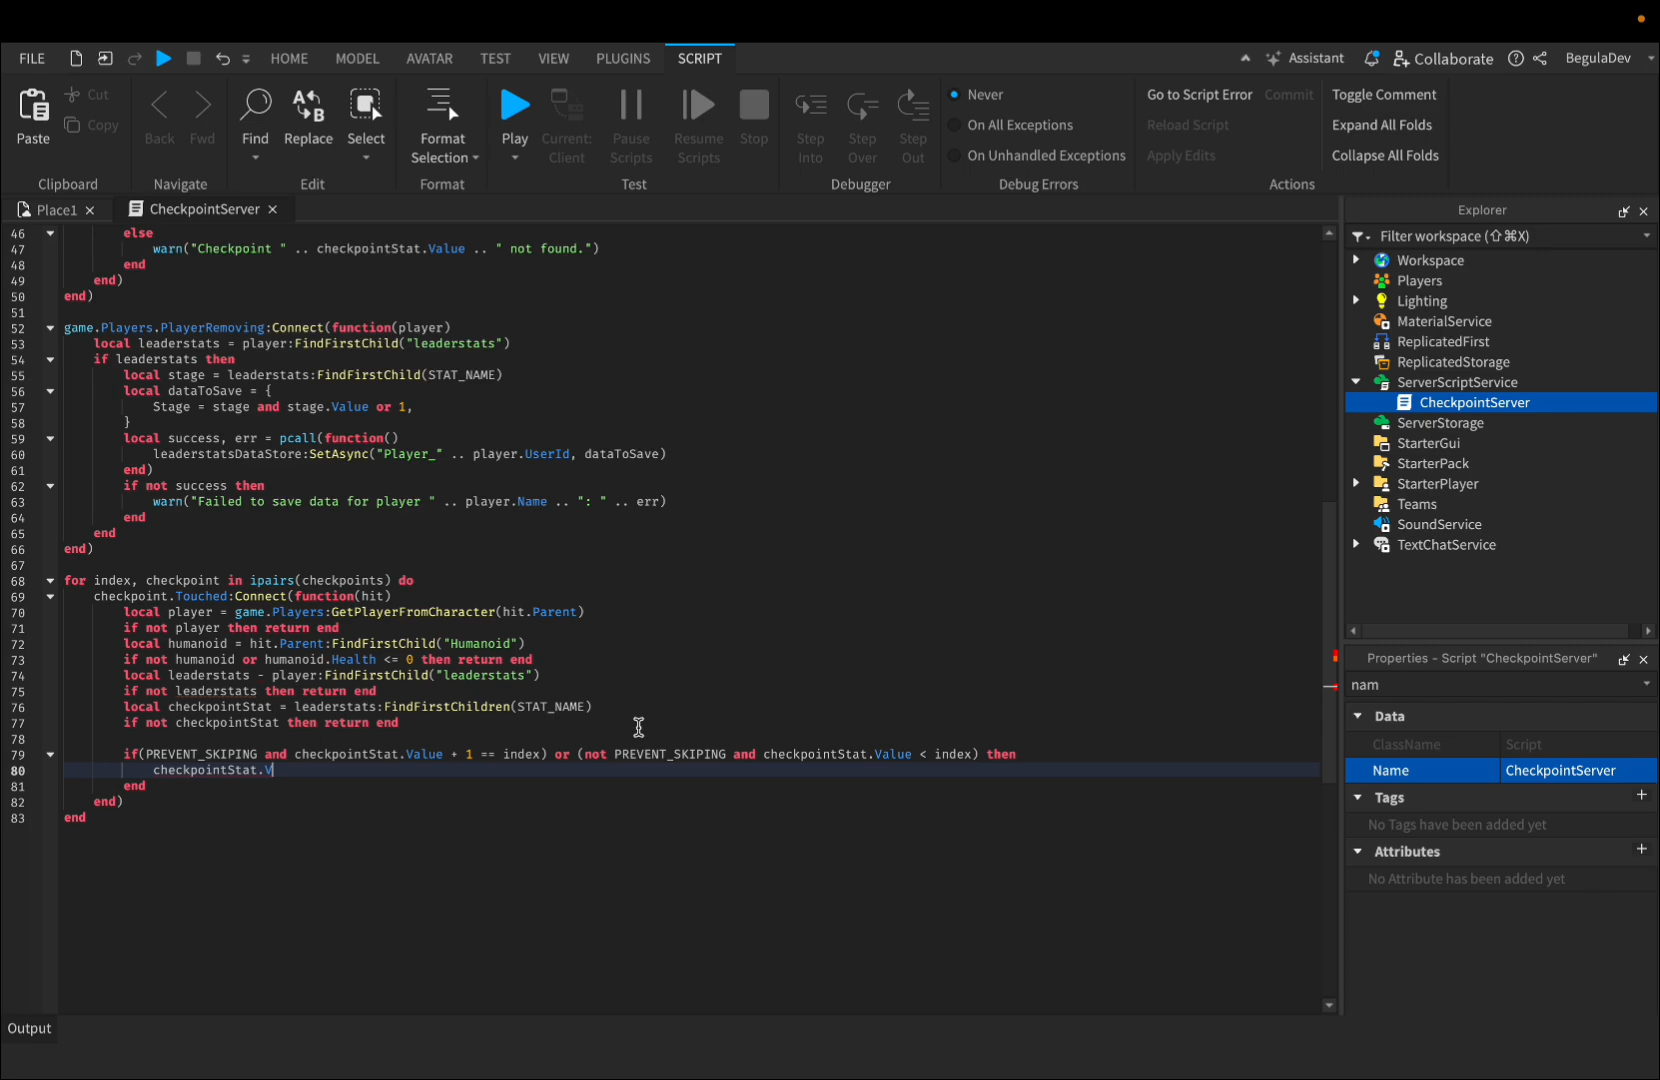 FILE HOME MODEL AVATAR TEST VIEW PLUGINS SCRIPT Assistant Collaborate BegulaDev
Paste Cut Copy Back Fwd Find Replace Select Format Selection Play Current: Client Pause Scripts Resume Scripts Stop Step Into Step Over Step Out
Never
On All Exceptions
On Unhandled Exceptions
Go to Script Error Commit
Reload Script
Apply Edits
Toggle Comment
Expand All Folds
Collapse All Folds
Clipboard Navigate Edit Format Test Debugger Debug Errors Actions
Place1 CheckpointServer
46 else
47 warn("Checkpoint " .. checkpointStat.Value .. " not found.")
48 end
49 end)
50 end)
51
52 game.Players.PlayerRemoving:Connect(function(player)
53 local leaderstats = player:FindFirstChild("leaderstats")
54 if leaderstats then
55 local stage = leaderstats:FindFirstChild(STAT_NAME)
56 local dataToSave = {
57 Stage = stage and stage.Value or 1,
58 }
59 local success, err = pcall(function()
60 leaderstatsDataStore:SetAsync("Player_" .. player.UserId, dataToSave)
61 end)
62 if not success then
63 warn("Failed to save data for player " .. player.Name .. ": " .. err)
64 end
65 end
66 end)
67
68 for index, checkpoint in ipairs(checkpoints) do
69 checkpoint.Touched:Connect(function(hit)
70 local player = game.Players:GetPlayerFromCharacter(hit.Parent)
71 if not player then return end
72 local humanoid = hit.Parent:FindFirstChild("Humanoid")
73 if not humanoid or humanoid.Health <= 0 then return end
74 local leaderstats - player:FindFirstChild("leaderstats")
75 if not leaderstats then return end
76 local checkpointStat = leaderstats:FindFirstChildren(STAT_NAME)
77 if not checkpointStat then return end
78
79 if(PREVENT_SKIPING and checkpointStat.Value + 1 == index) or (not PREVENT_SKIPING and checkpointStat.Value < index) then
80 checkpointStat.V
81 end
82 end)
83 end
Output
Explorer
Filter workspace (⇧⌘X)
Workspace
Players
Lighting
MaterialService
ReplicatedFirst
ReplicatedStorage
ServerScriptService
CheckpointServer
ServerStorage
StarterGui
StarterPack
StarterPlayer
Teams
SoundService
TextChatService
Properties - Script "CheckpointServer"
nam
Data
ClassName Script
Name CheckpointServer
Tags
No Tags have been added yet
Attributes
No Attribute has been added yet